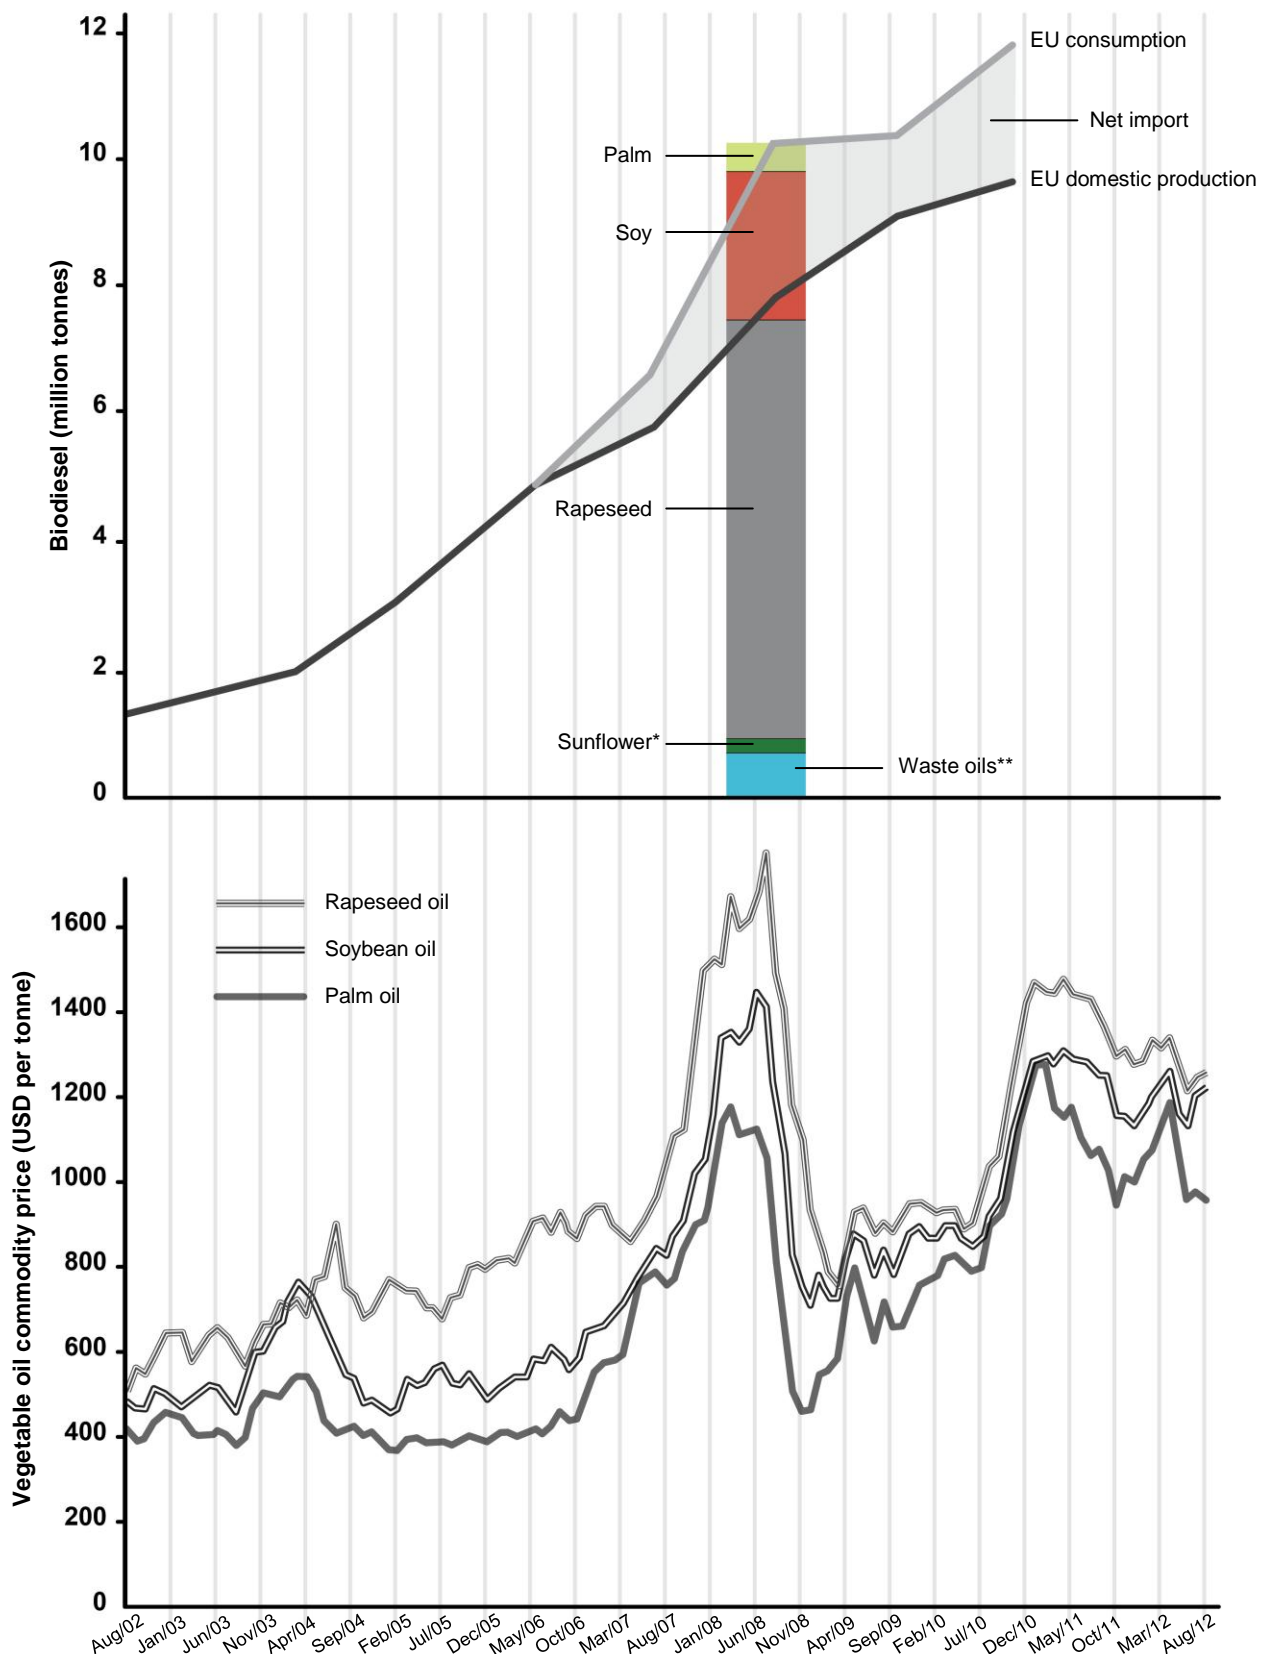 12
EU consumption
Net import
Palm
10
EU domestic production
Soy
8
Biodiesel (million tonnes)
6
Rapeseed
4
2
Sunflower*
Waste oils**
0
Rapeseed oil
1600
Soybean oil
Palm oil
1400
1200
Vegetable oil commodity price (USD per tonne)
1000
800
600
400
200
0
Aug/02 Jan/03 Jun/03 Nov/03 Apr/04 Sep/04 Feb/05 Jul/05 Dec/05 May/06 Oct/06 Mar/07 Aug/07 Jan/08 Jun/08 Nov/08 Apr/09 Sep/09 Feb/10 Jul/10 Dec/10 May/11 Oct/11 Mar/12 Aug/12